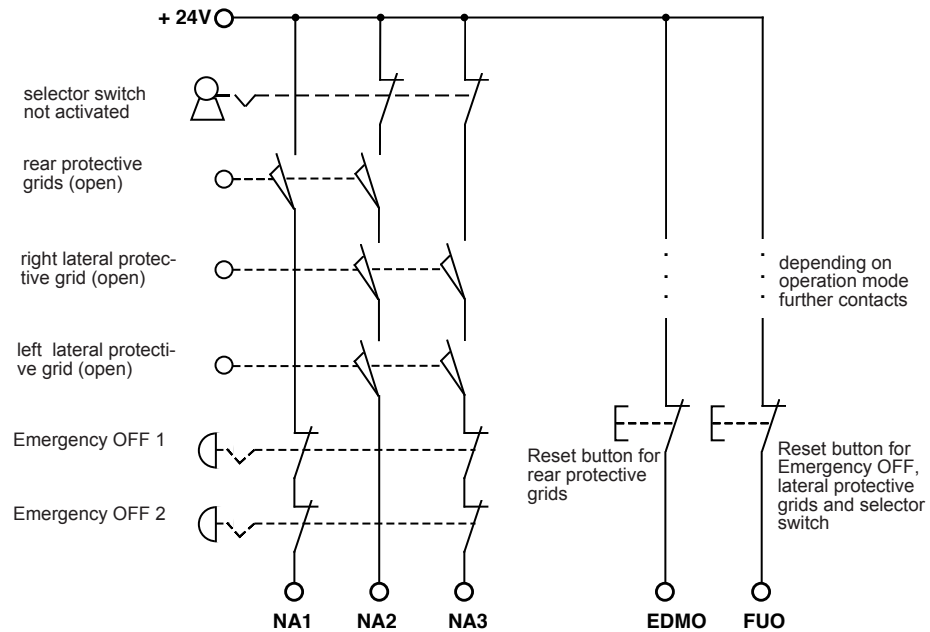 + 24V
selector switch
not activated
rear protective
grids (open)
right lateral protec-
tive grid (open)
depending on
operation mode
further contacts
left lateral protecti-
ve grid (open)
Emergency OFF 1
Reset button for
rear protective
grids
Reset button for
Emergency OFF,
lateral protective
grids and selector
switch
Emergency OFF 2
NA1
NA2
NA3
EDMO
FUO